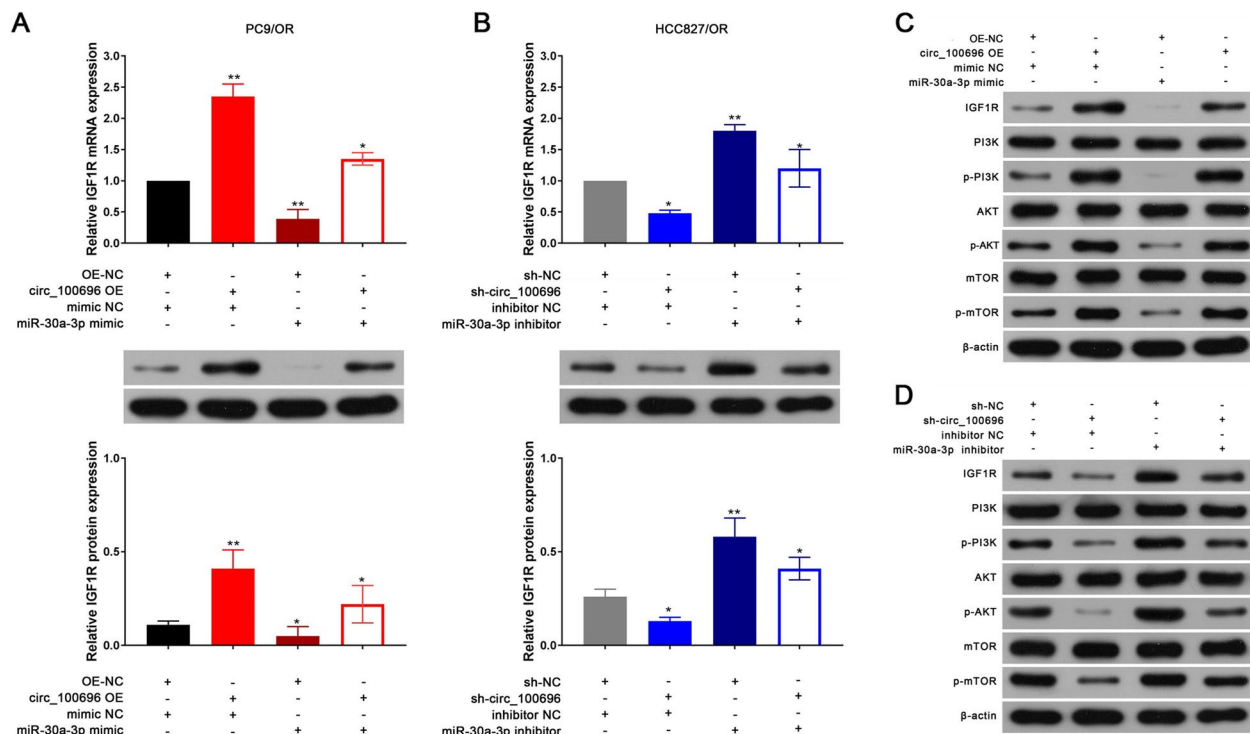 A
PC9/OR
Relative IGF1R mRNA expression
3.0
2.5
2.0
1.5
1.0
0.5
0.0
**
**
*
OE-NC + - + -
circ_100696 OE - + - +
mimic NC + + - -
miR-30a-3p mimic - - + +
Relative IGF1R protein expression
1.0
0.5
0.0
**
*
*
OE-NC + - + -
circ_100696 OE - + - +
mimic NC + + - -
miR-30a-3p mimic - - + +
B
HCC827/OR
Relative IGF1R mRNA expression
3.0
2.5
2.0
1.5
1.0
0.5
0.0
*
**
*
sh-NC + - + -
sh-circ_100696 - + - +
inhibitor NC + + - -
miR-30a-3p inhibitor - - + +
Relative IGF1R protein expression
1.0
0.5
0.0
*
**
*
sh-NC + - + -
sh-circ_100696 - + - +
inhibitor NC + + - -
miR-30a-3p inhibitor - - + +
C
OE-NC + - + -
circ_100696 OE - + - +
mimic NC + + - -
miR-30a-3p mimic - - + -
IGF1R
PI3K
p-PI3K
AKT
p-AKT
mTOR
p-mTOR
β-actin
D
sh-NC + - + -
sh-circ_100696 - + - +
inhibitor NC + + - -
miR-30a-3p inhibitor - - + +
IGF1R
PI3K
p-PI3K
AKT
p-AKT
mTOR
p-mTOR
β-actin